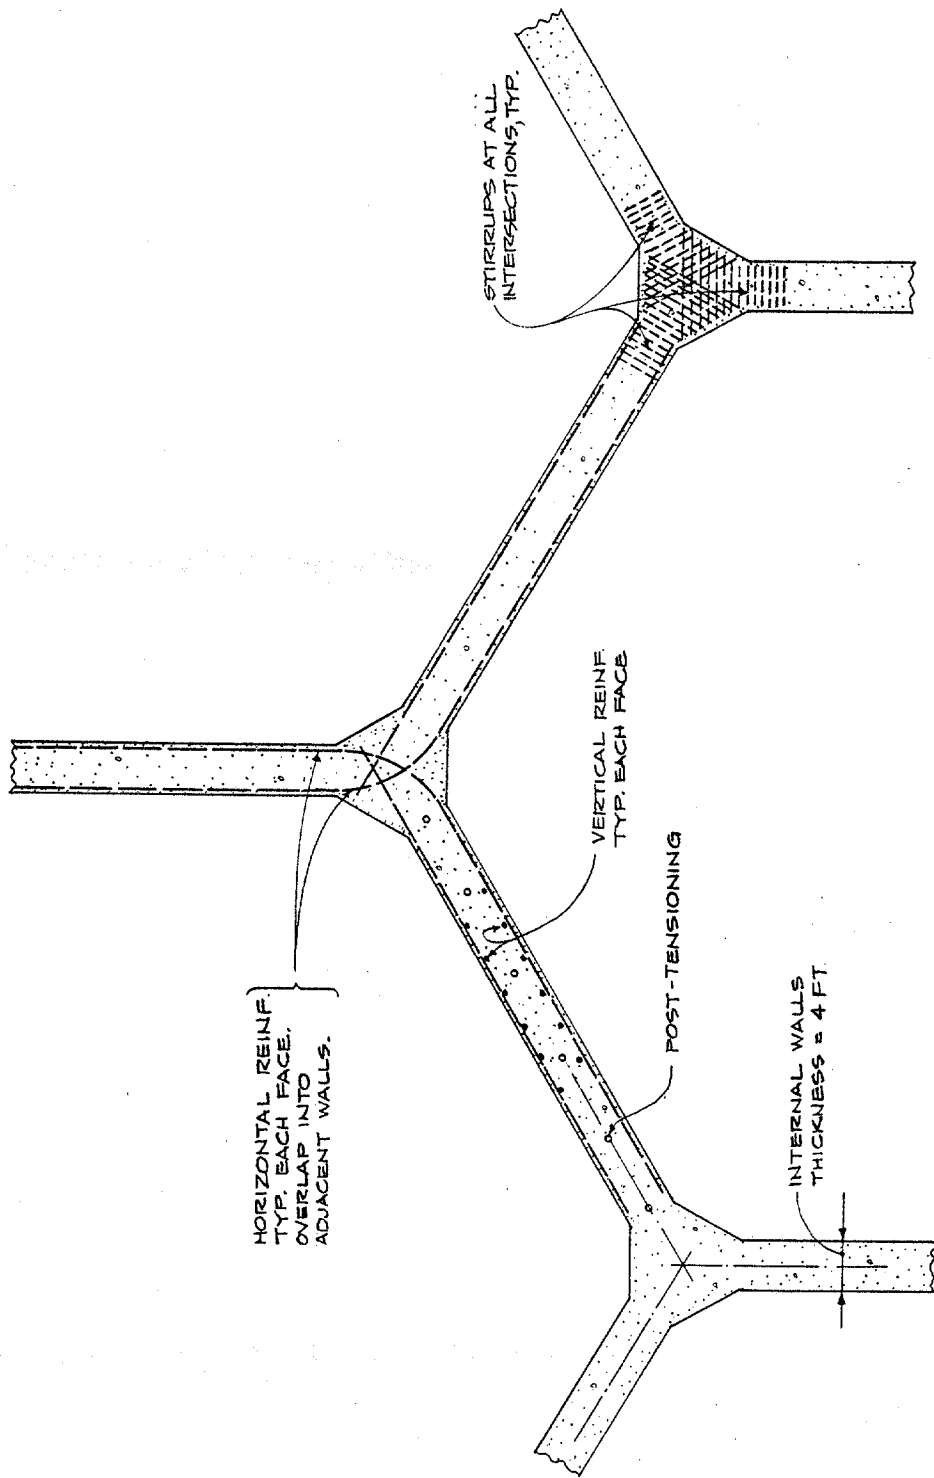 HORIZONTAL REINF.
TYP. EACH FACE.
OVERLAP INTO
ADJACENT WALLS.
STIRRUPS AT ALL
INTERSECTIONS, TYP.
VERTICAL REINF
TYP. EACH FACE
POST-TENSIONING
INTERNAL WALLS
THICKNESS = 4 FT.